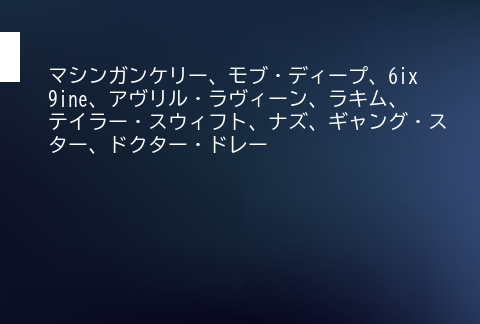 マシンガンケリー、モブ・ディープ、6ix
9ine、アヴリル・ラヴィーン、ラキム、
テイラー・スウィフト、ナズ、ギャング・ス
ター、ドクター・ドレー